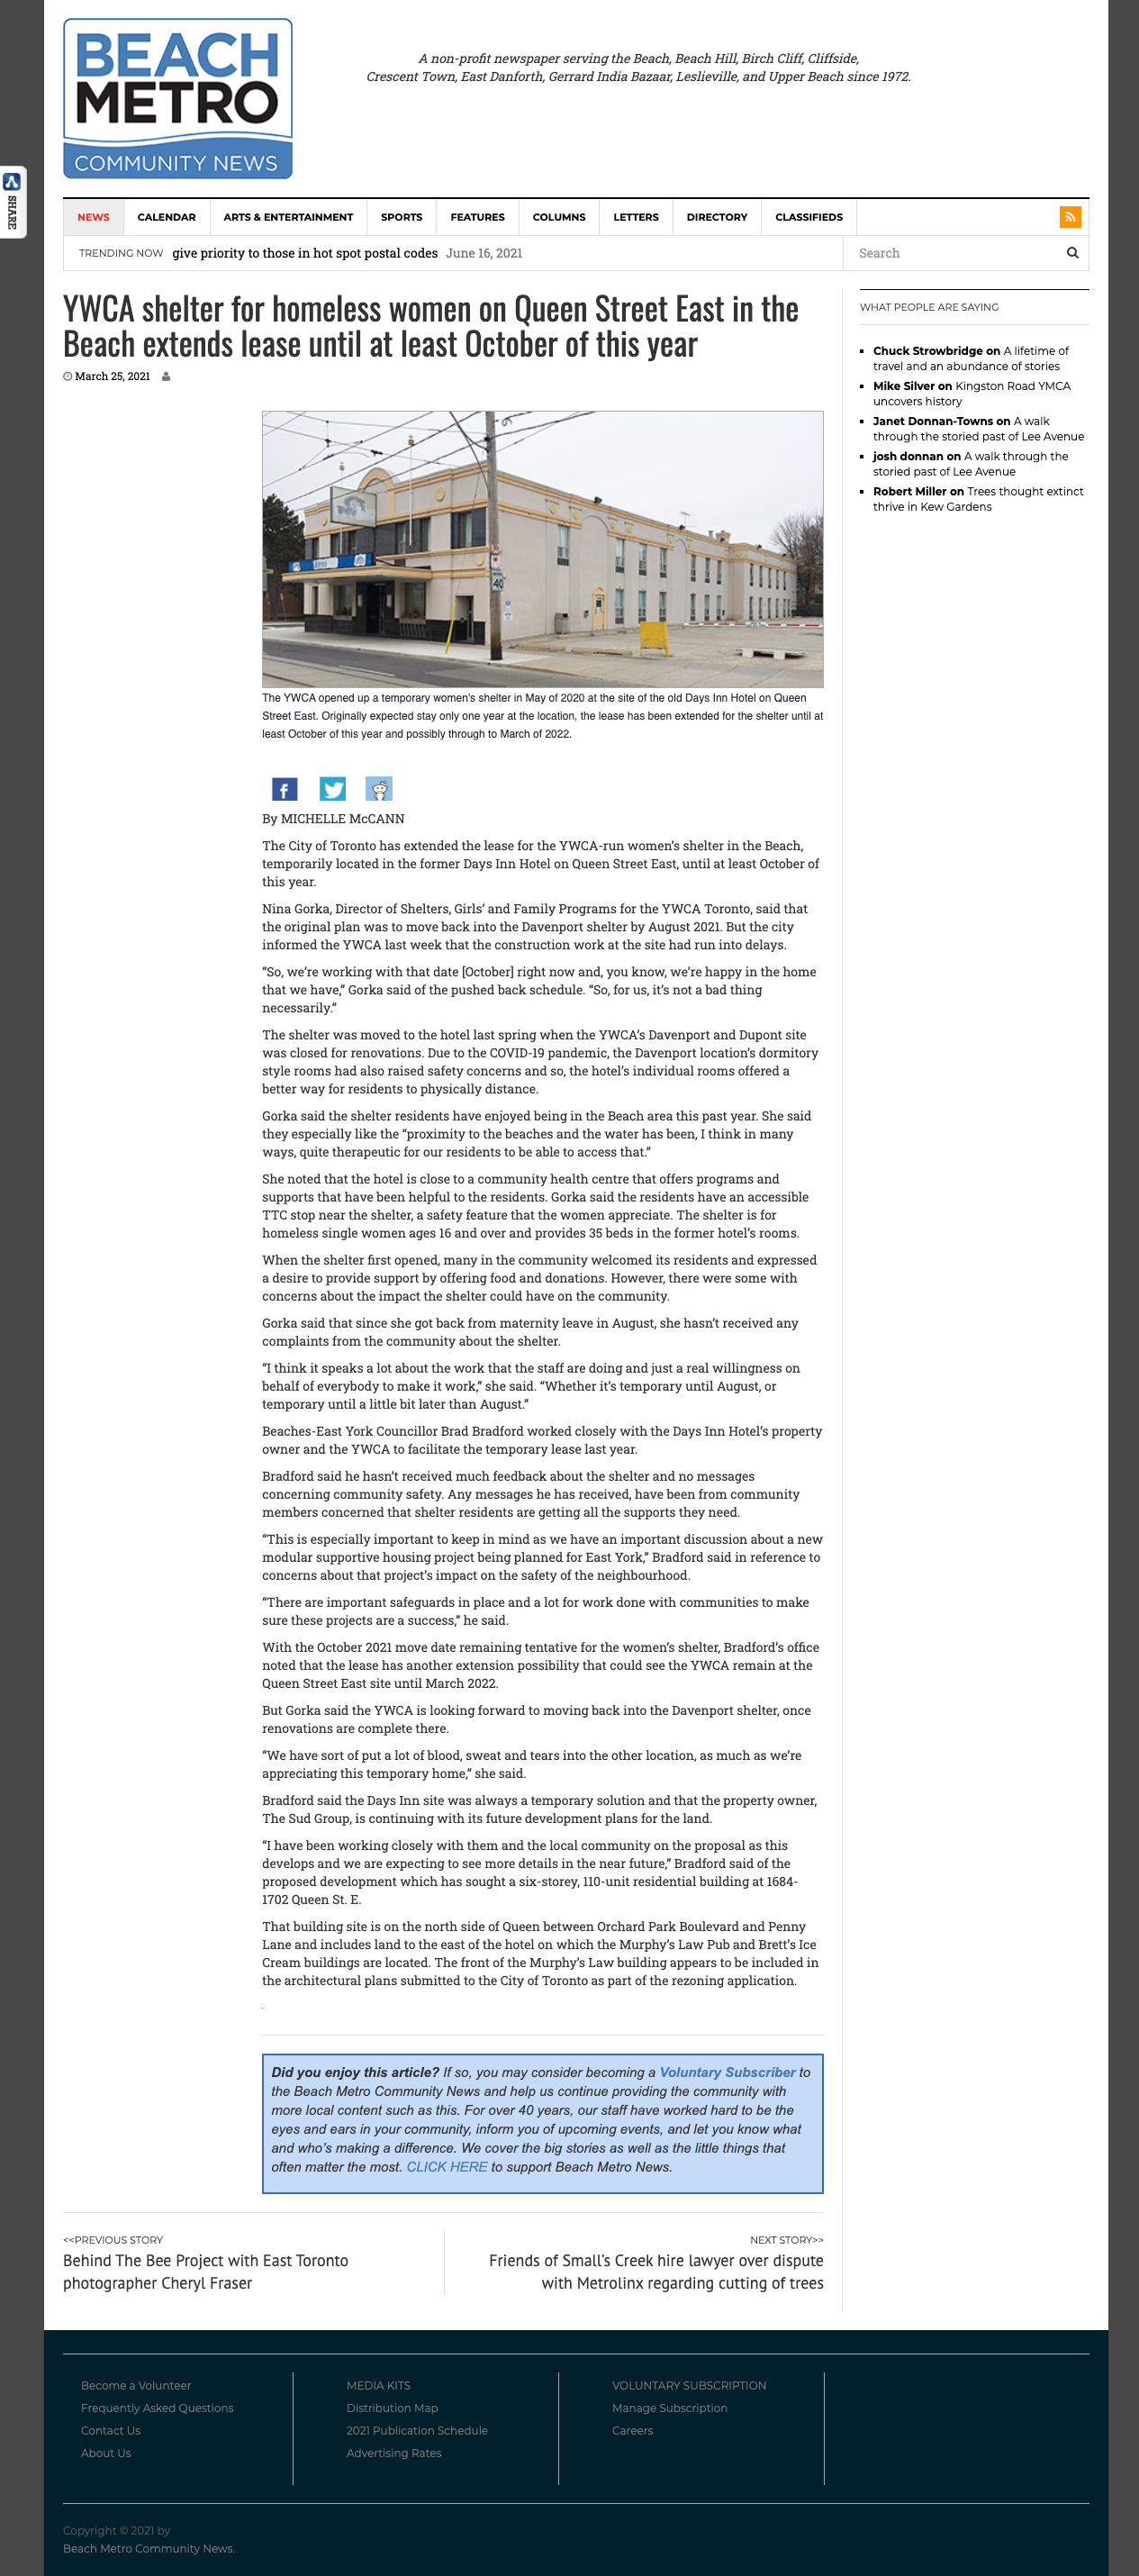 BEACH
METRO
COMMUNITY NEWS
A non-profit newspaper serving the Beach, Beach Hill, Birch Cliff, Cliffside,
Crescent Town, East Danforth, Gerrard India Bazaar, Leslieville, and Upper Beach since 1972.
SHARE
NEWS CALENDAR ARTS & ENTERTAINMENT SPORTS FEATURES COLUMNS LETTERS DIRECTORY CLASSIFIEDS
TRENDING NOW give priority to those in hot spot postal codes June 16, 2021 Search
YWCA shelter for homeless women on Queen Street East in the
Beach extends lease until at least October of this year
March 25, 2021
40
The YWCA opened up a temporary women's shelter in May of 2020 at the site of the old Days Inn Hotel on Queen
Street East. Originally expected stay only one year at the location, the lease has been extended for the shelter until at
least October of this year and possibly through to March of 2022.
By MICHELLE McCANN
The City of Toronto has extended the lease for the YWCA-run women’s shelter in the Beach,
temporarily located in the former Days Inn Hotel on Queen Street East, until at least October of
this year.
Nina Gorka, Director of Shelters, Girls’ and Family Programs for the YWCA Toronto, said that
the original plan was to move back into the Davenport shelter by August 2021. But the city
informed the YWCA last week that the construction work at the site had run into delays.
“So, we’re working with that date [October] right now and, you know, we’re happy in the home
that we have,” Gorka said of the pushed back schedule. “So, for us, it’s not a bad thing
necessarily.”
The shelter was moved to the hotel last spring when the YWCA’s Davenport and Dupont site
was closed for renovations. Due to the COVID-19 pandemic, the Davenport location’s dormitory
style rooms had also raised safety concerns and so, the hotel’s individual rooms offered a
better way for residents to physically distance.
Gorka said the shelter residents have enjoyed being in the Beach area this past year. She said
they especially like the “proximity to the beaches and the water has been, I think in many
ways, quite therapeutic for our residents to be able to access that.”
She noted that the hotel is close to a community health centre that offers programs and
supports that have been helpful to the residents. Gorka said the residents have an accessible
TTC stop near the shelter, a safety feature that the women appreciate. The shelter is for
homeless single women ages 16 and over and provides 35 beds in the former hotel’s rooms.
When the shelter first opened, many in the community welcomed its residents and expressed
a desire to provide support by offering food and donations. However, there were some with
concerns about the impact the shelter could have on the community.
Gorka said that since she got back from maternity leave in August, she hasn’t received any
complaints from the community about the shelter.
“I think it speaks a lot about the work that the staff are doing and just a real willingness on
behalf of everybody to make it work,” she said. “Whether it’s temporary until August, or
temporary until a little bit later than August.”
Beaches-East York Councillor Brad Bradford worked closely with the Days Inn Hotel’s property
owner and the YWCA to facilitate the temporary lease last year.
Bradford said he hasn’t received much feedback about the shelter and no messages
concerning community safety. Any messages he has received, have been from community
members concerned that shelter residents are getting all the supports they need.
“This is especially important to keep in mind as we have an important discussion about a new
modular supportive housing project being planned for East York,” Bradford said in reference to
concerns about that project’s impact on the safety of the neighbourhood.
“There are important safeguards in place and a lot for work done with communities to make
sure these projects are a success,” he said.
With the October 2021 move date remaining tentative for the women’s shelter, Bradford’s office
noted that the lease has another extension possibility that could see the YWCA remain at the
Queen Street East site until March 2022.
But Gorka said the YWCA is looking forward to moving back into the Davenport shelter, once
renovations are complete there.
“We have sort of put a lot of blood, sweat and tears into the other location, as much as we’re
appreciating this temporary home,” she said.
Bradford said the Days Inn site was always a temporary solution and that the property owner,
The Sud Group, is continuing with its future development plans for the land.
“I have been working closely with them and the local community on the proposal as this
develops and we are expecting to see more details in the near future,” Bradford said of the
proposed development which has sought a six-storey, 110-unit residential building at 1684-
1702 Queen St. E.
That building site is on the north side of Queen between Orchard Park Boulevard and Penny
Lane and includes land to the east of the hotel on which the Murphy’s Law Pub and Brett’s Ice
Cream buildings are located. The front of the Murphy’s Law building appears to be included in
the architectural plans submitted to the City of Toronto as part of the rezoning application.
Did you enjoy this article? If so, you may consider becoming a Voluntary Subscriber to
the Beach Metro Community News and help us continue providing the community with
more local content such as this. For over 40 years, our staff have worked hard to be the
eyes and ears in your community, inform you of upcoming events, and let you know what
and who’s making a difference. We cover the big stories as well as the little things that
often matter the most. CLICK HERE to support Beach Metro News.
<<PREVIOUS STORY
Behind The Bee Project with East Toronto
photographer Cheryl Fraser
NEXT STORY>>
Friends of Small’s Creek hire lawyer over dispute
with Metrolinx regarding cutting of trees
WHAT PEOPLE ARE SAYING
Chuck Strowbridge on A lifetime of
travel and an abundance of stories
Mike Silver on Kingston Road YMCA
uncovers history
Janet Donnan-Towns on A walk
through the storied past of Lee Avenue
josh donnan on A walk through the
storied past of Lee Avenue
Robert Miller on Trees thought extinct
thrive in Kew Gardens
Become a Volunteer
Frequently Asked Questions
Contact Us
About Us
MEDIA KITS
Distribution Map
2021 Publication Schedule
Advertising Rates
VOLUNTARY SUBSCRIPTION
Manage Subscription
Careers
Copyright © 2021 by
Beach Metro Community News.